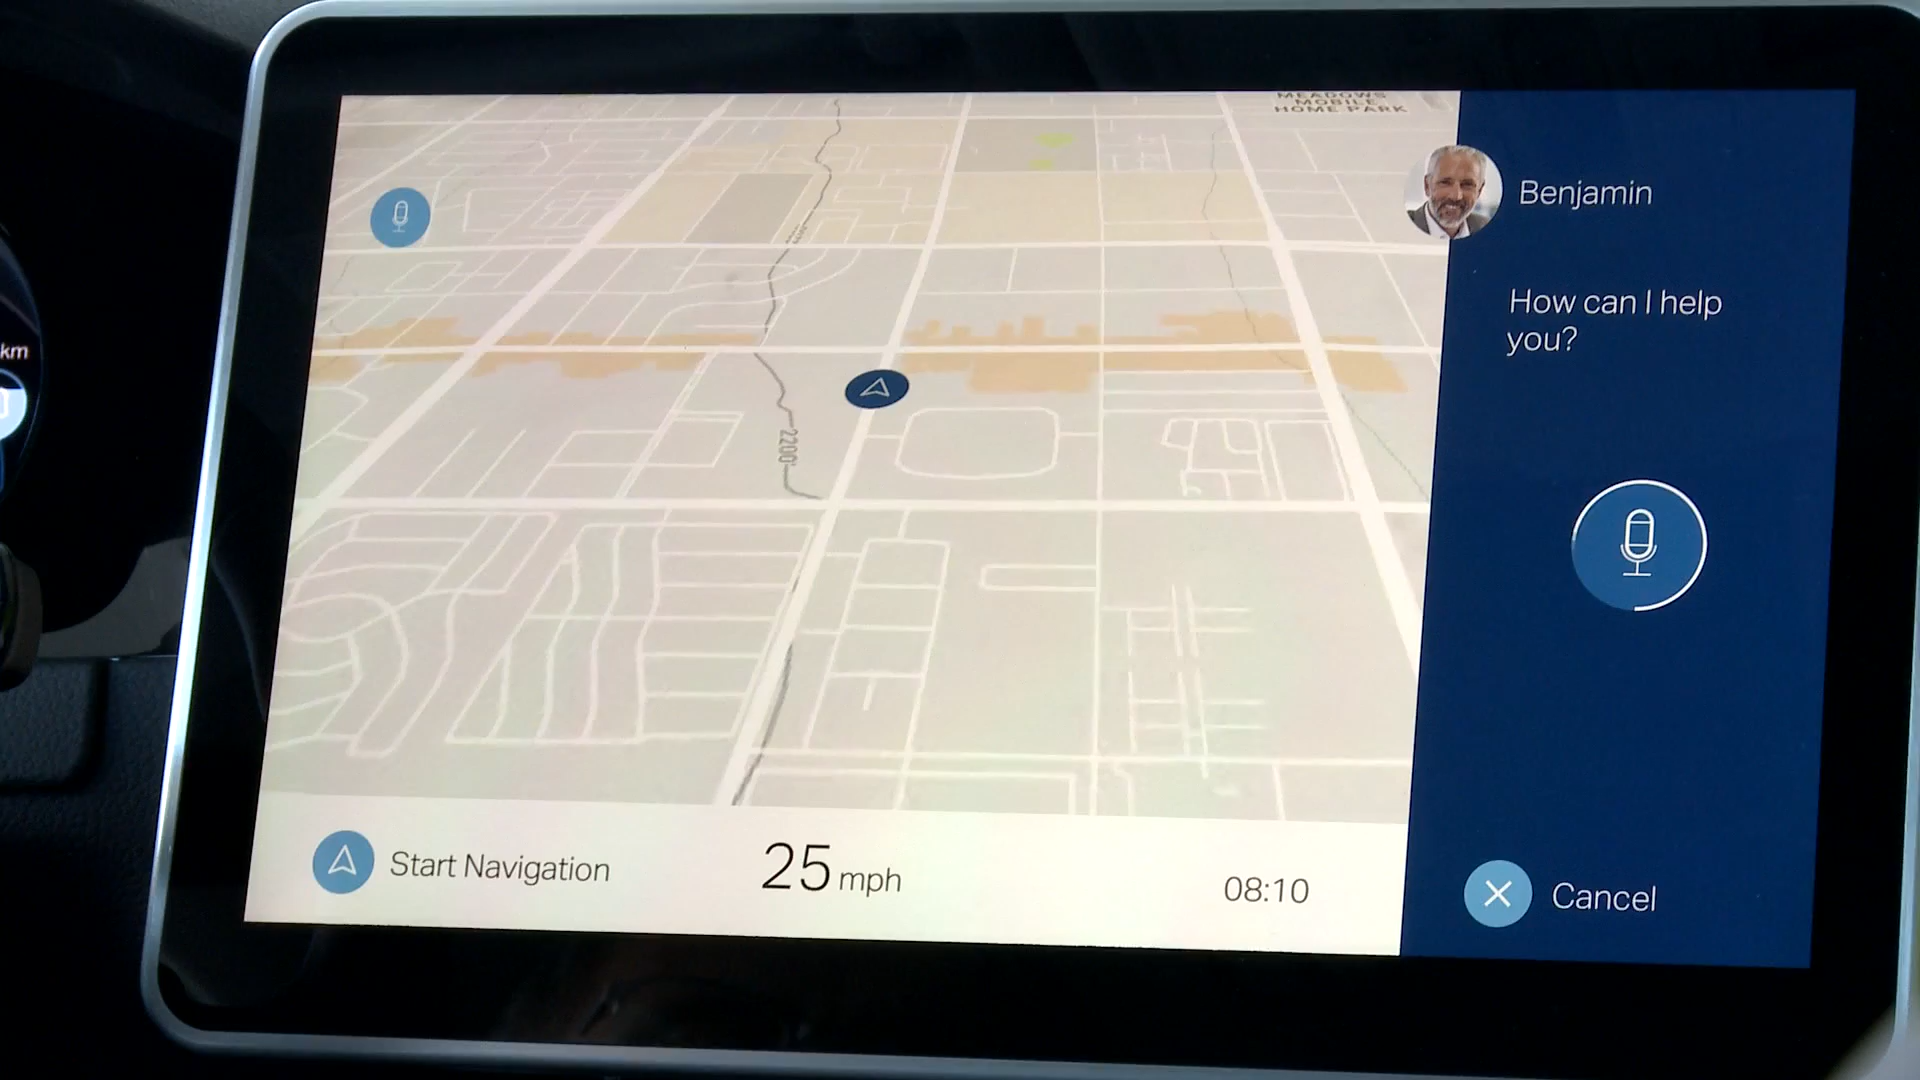 MEADOWS
MOBILE
HOME PARK
Benjamin
How can I help
you?
km
2200'
Start Navigation
25 mph
08:10
Cancel